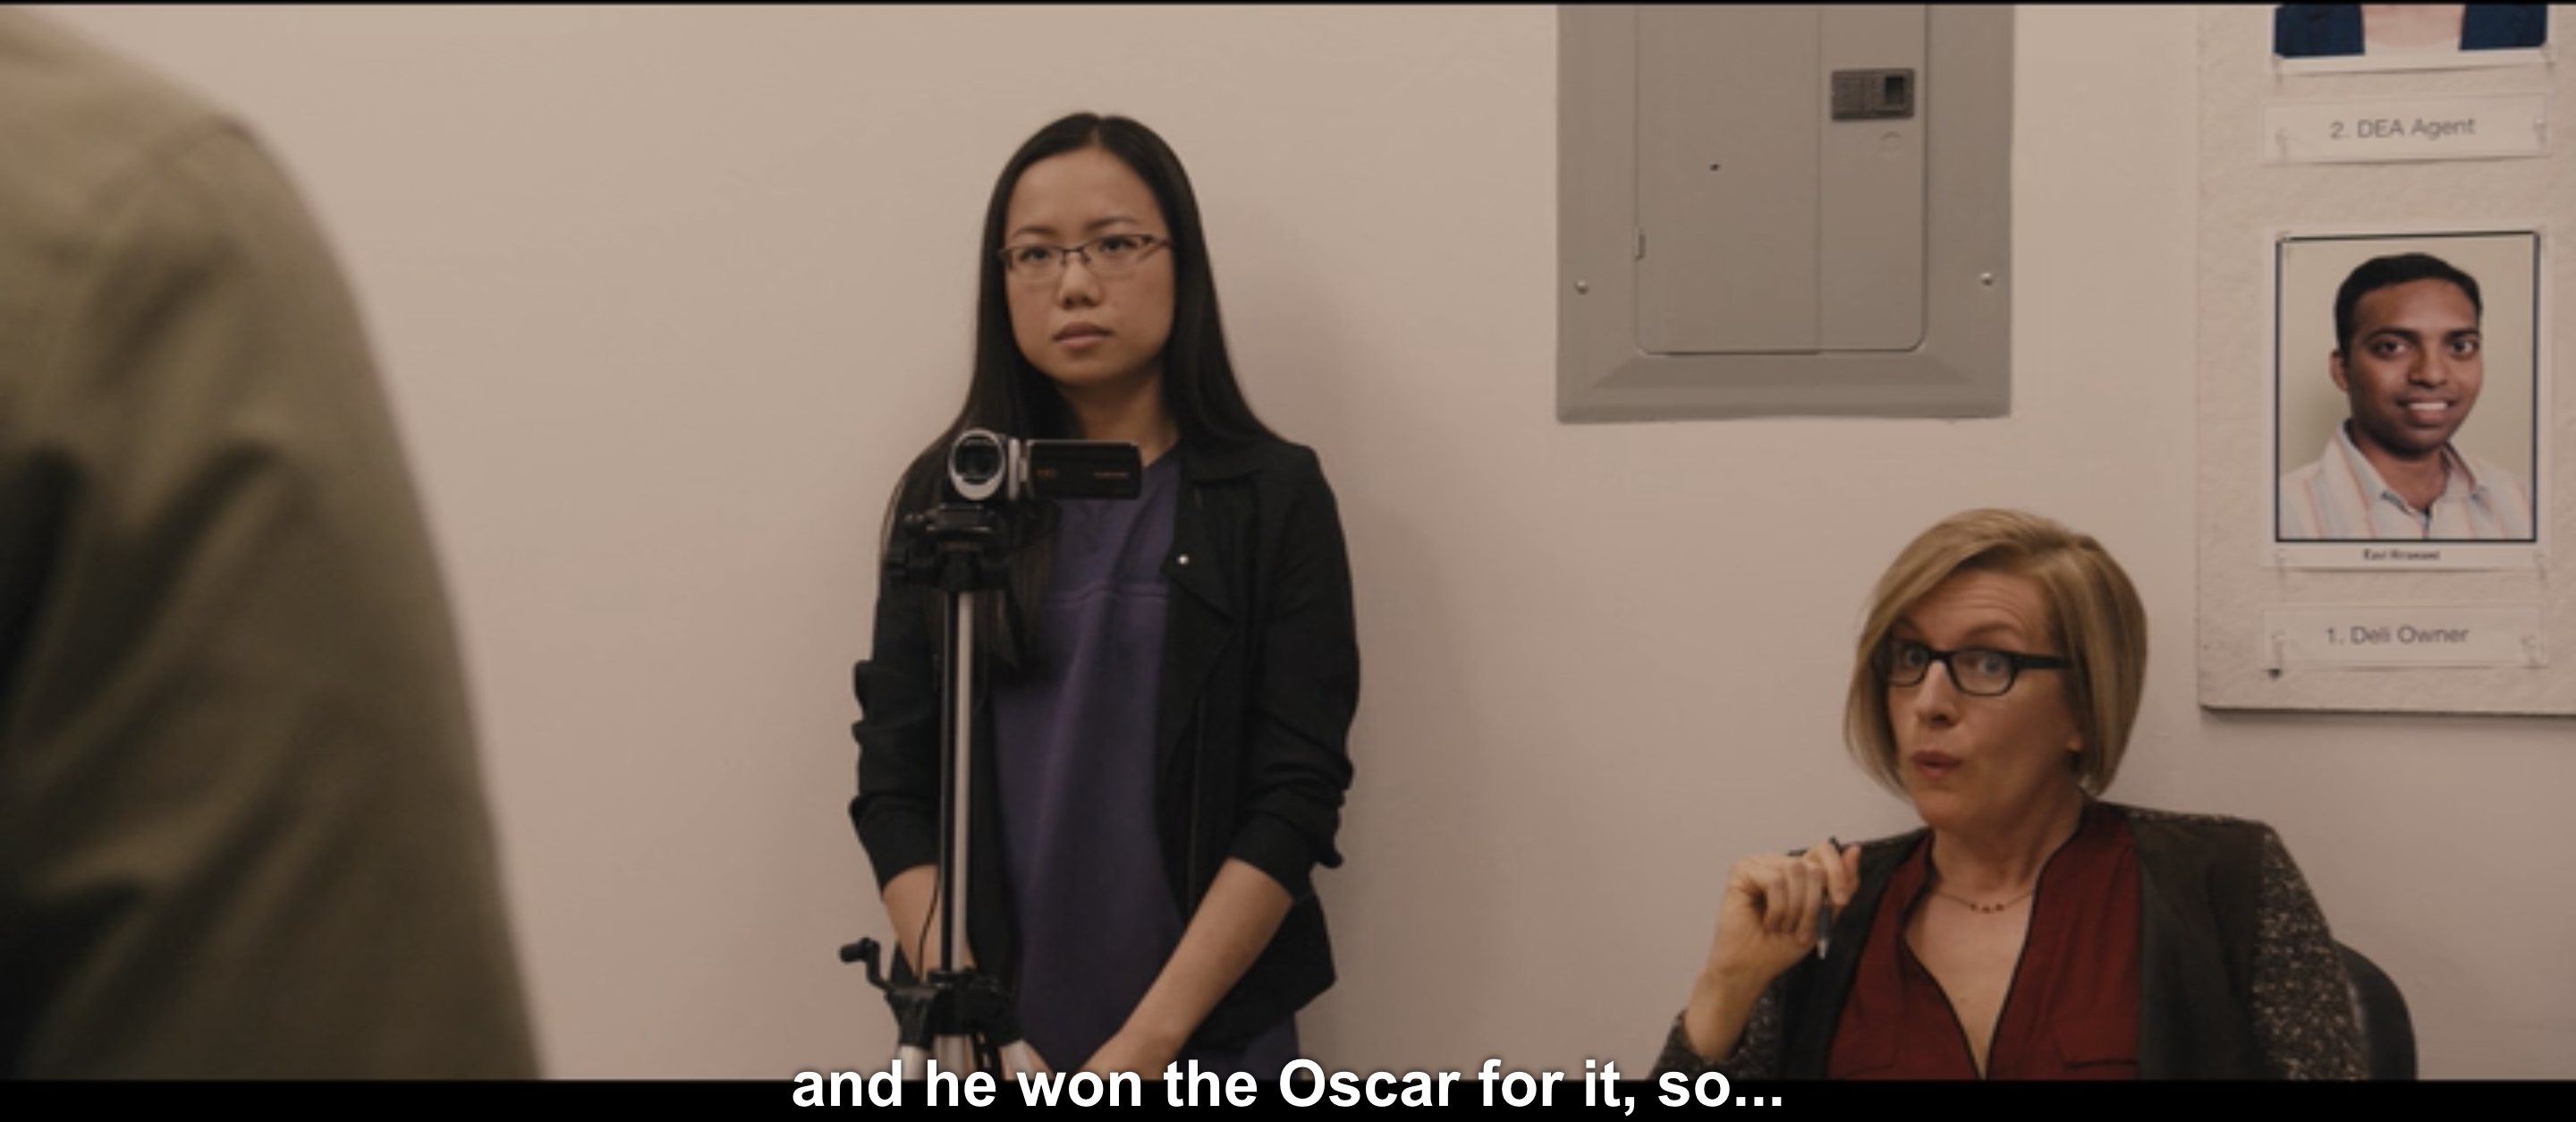 2. DEA Agent
1. Deli Owner
and he won the Oscar for it, so...